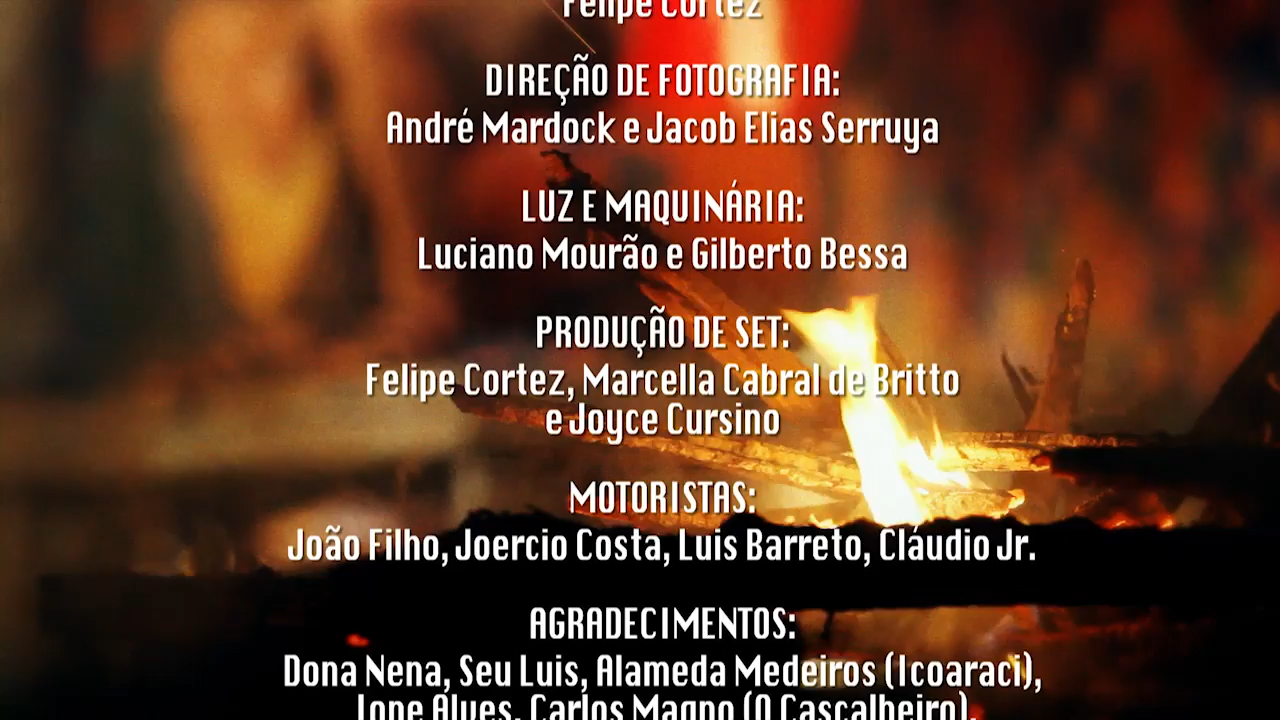 Felipe Cortez
DIREÇÃO DE FOTOGRAFIA:
André Mardock e Jacob Elias Serruya
LUZ E MAQUINÁRIA:
Luciano Mourão e Gilberto Bessa
PRODUÇÃO DE SET:
Felipe Cortez, Marcella Cabral de Britto
e Joyce Cursino
MOTORISTAS:
João Filho, Joercio Costa, Luis Barreto, Cláudio Jr.
AGRADECIMENTOS:
Dona Nena, Seu Luis, Alameda Medeiros (Icoaraci),
Ione Alves, Carlos Magno (O Cascalheiro),